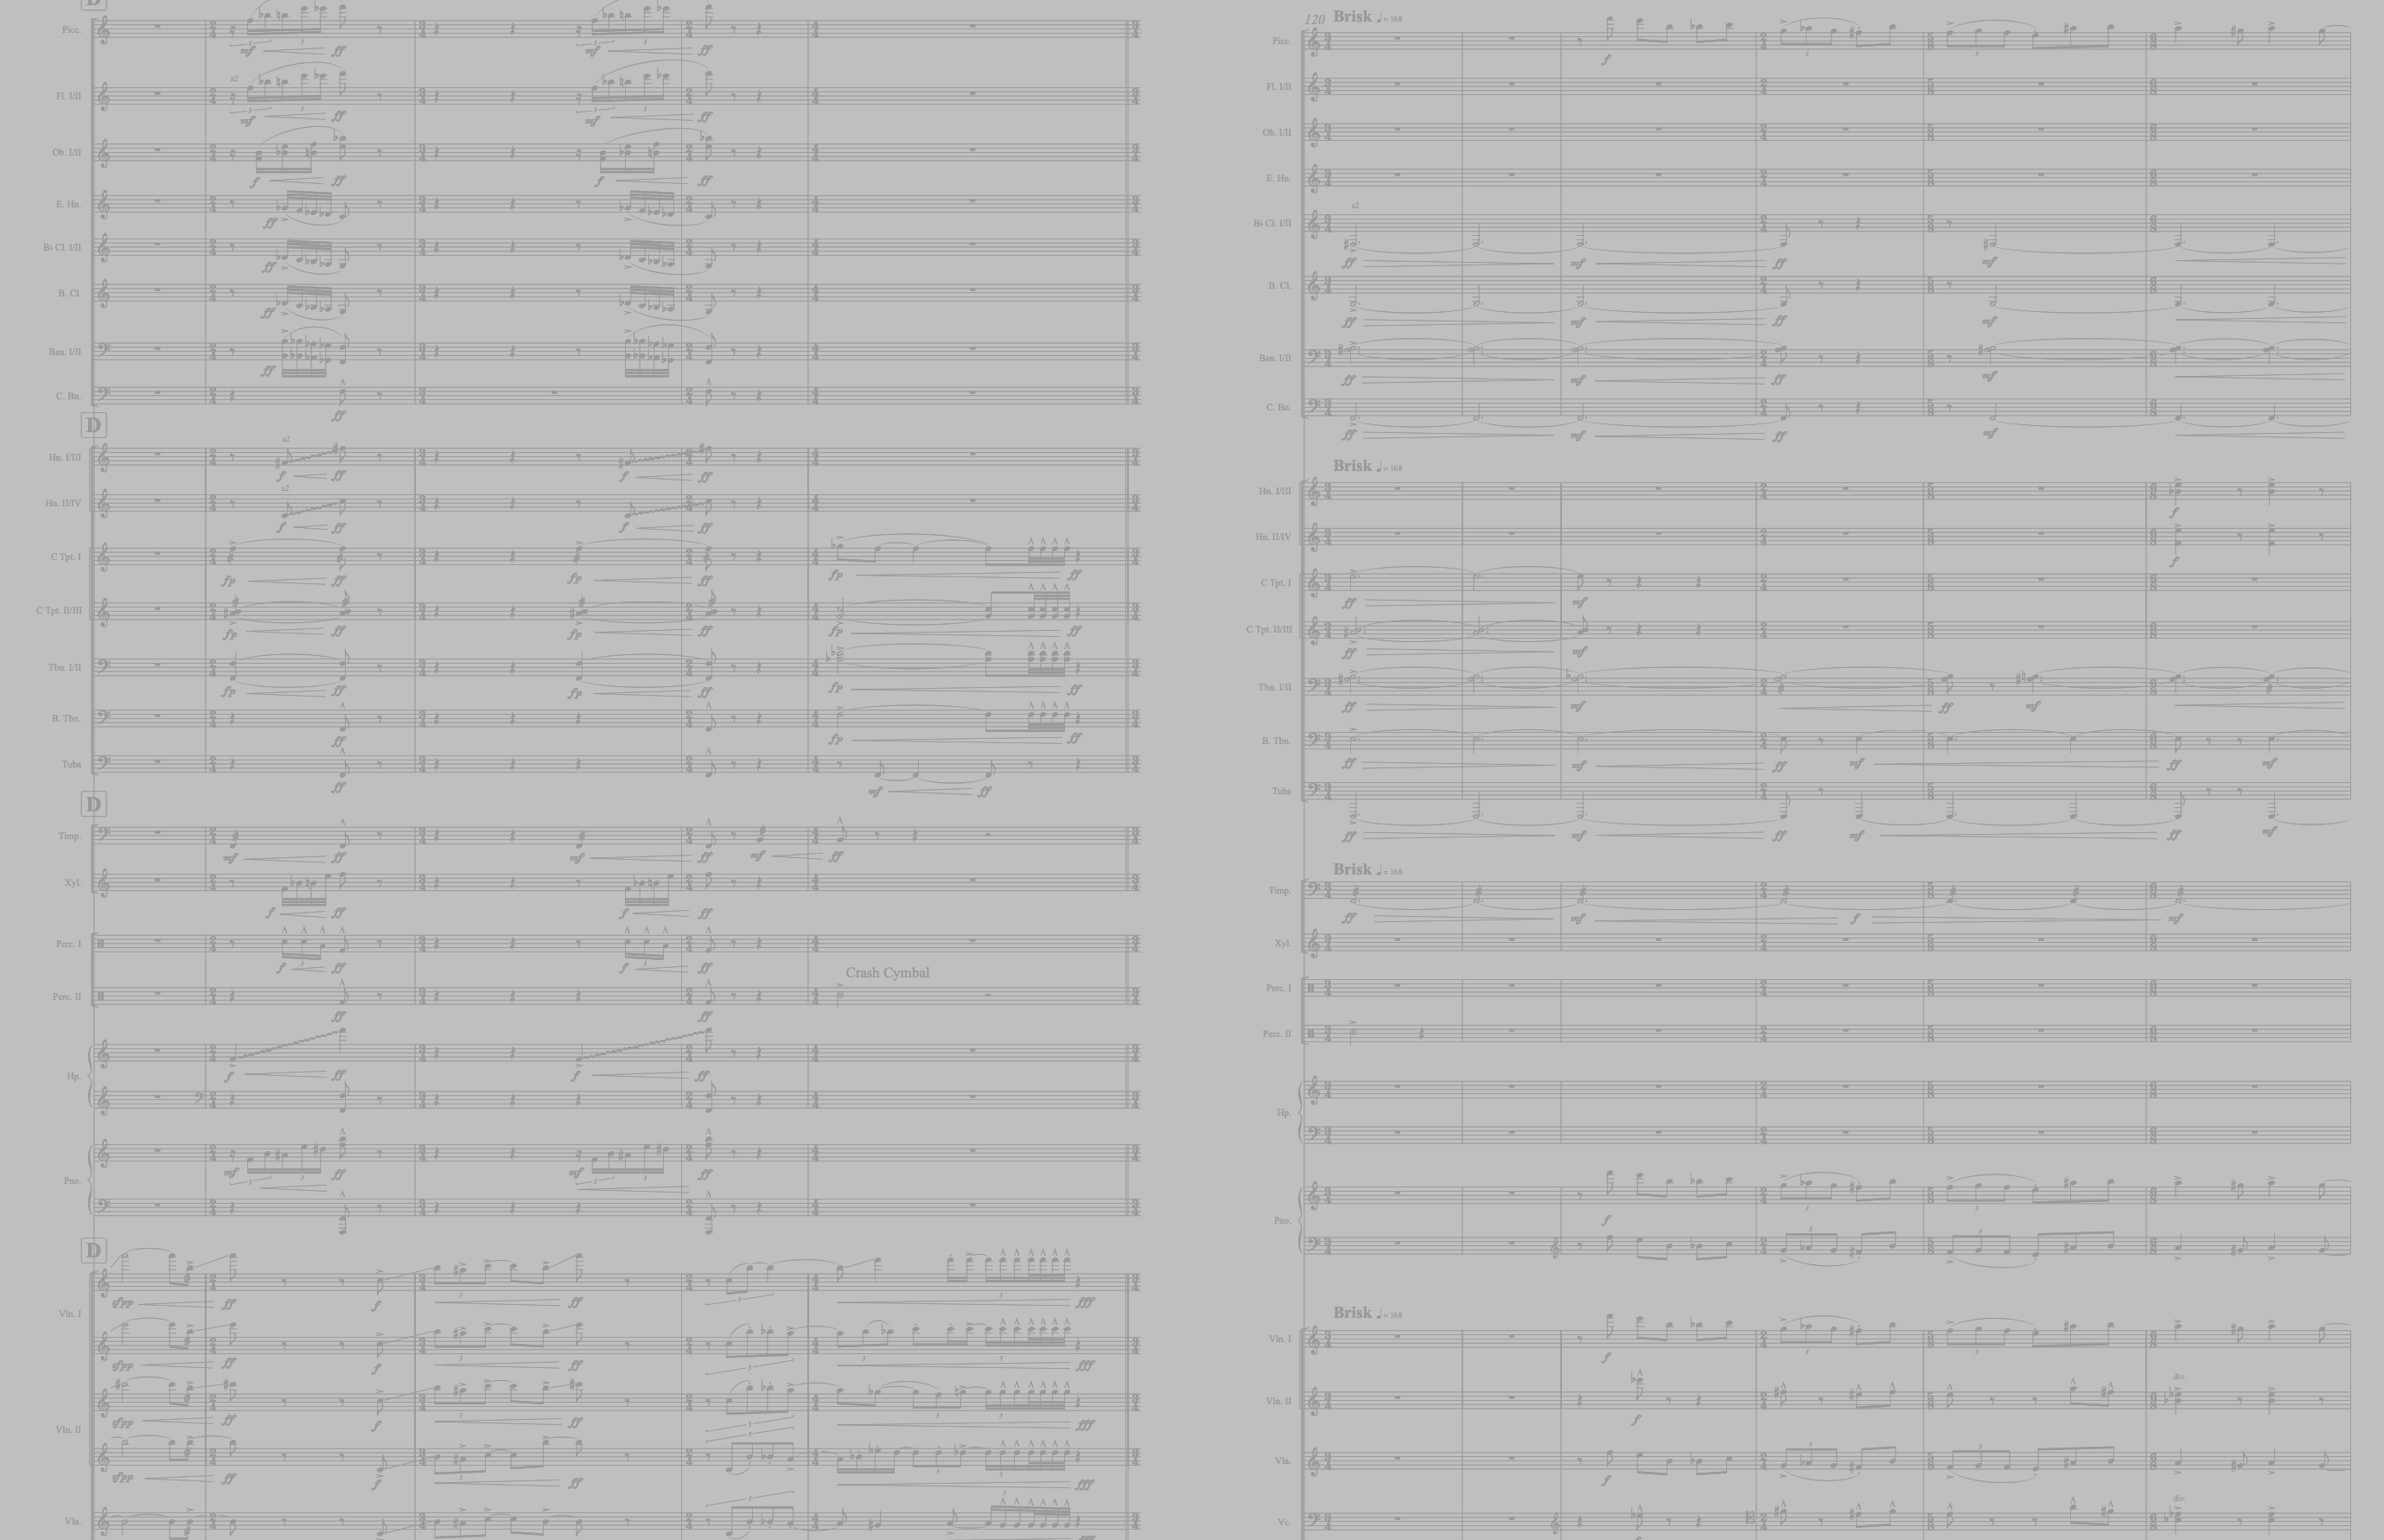 D
Picc.
Fl. I/II
a2
Ob. I/II
E. Hn.
B♭ Cl. I/II
B. Cl.
Bsn. I/II
C. Bn.
D
Hn. I/III
a2
Hn. II/IV
a2
C Tpt. I
C Tpt. II/III
Tbn. I/II
B. Tbn.
Tuba
D
Timp.
Xyl.
Perc. I
Crash Cymbal
Perc. II
Hp.
Pno.
D
Vln. I
Vln. II
Vla.
120 Brisk ♩ = 168
Picc.
Fl. I/II
Ob. I/II
E. Hn.
a2
B♭ Cl. I/II
B. Cl.
Bsn. I/II
C. Bn.
Brisk ♩ = 168
Hn. I/III
Hn. II/IV
C Tpt. I
C Tpt. II/III
Tbn. I/II
B. Tbn.
Tuba
Brisk ♩ = 168
Timp.
Xyl.
Perc. I
Perc. II
Hp.
Pno.
Brisk ♩ = 168
Vln. I
div.
Vln. II
Vla.
div.
Vc.